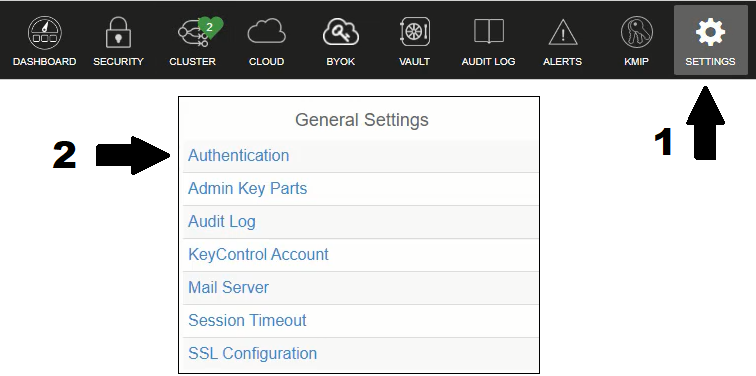 2
DASHBOARD SECURITY CLUSTER CLOUD BYOK VAULT AUDIT LOG ALERTS KMIP SETTINGS
1
General Settings
2 Authentication
Admin Key Parts
Audit Log
KeyControl Account
Mail Server
Session Timeout
SSL Configuration